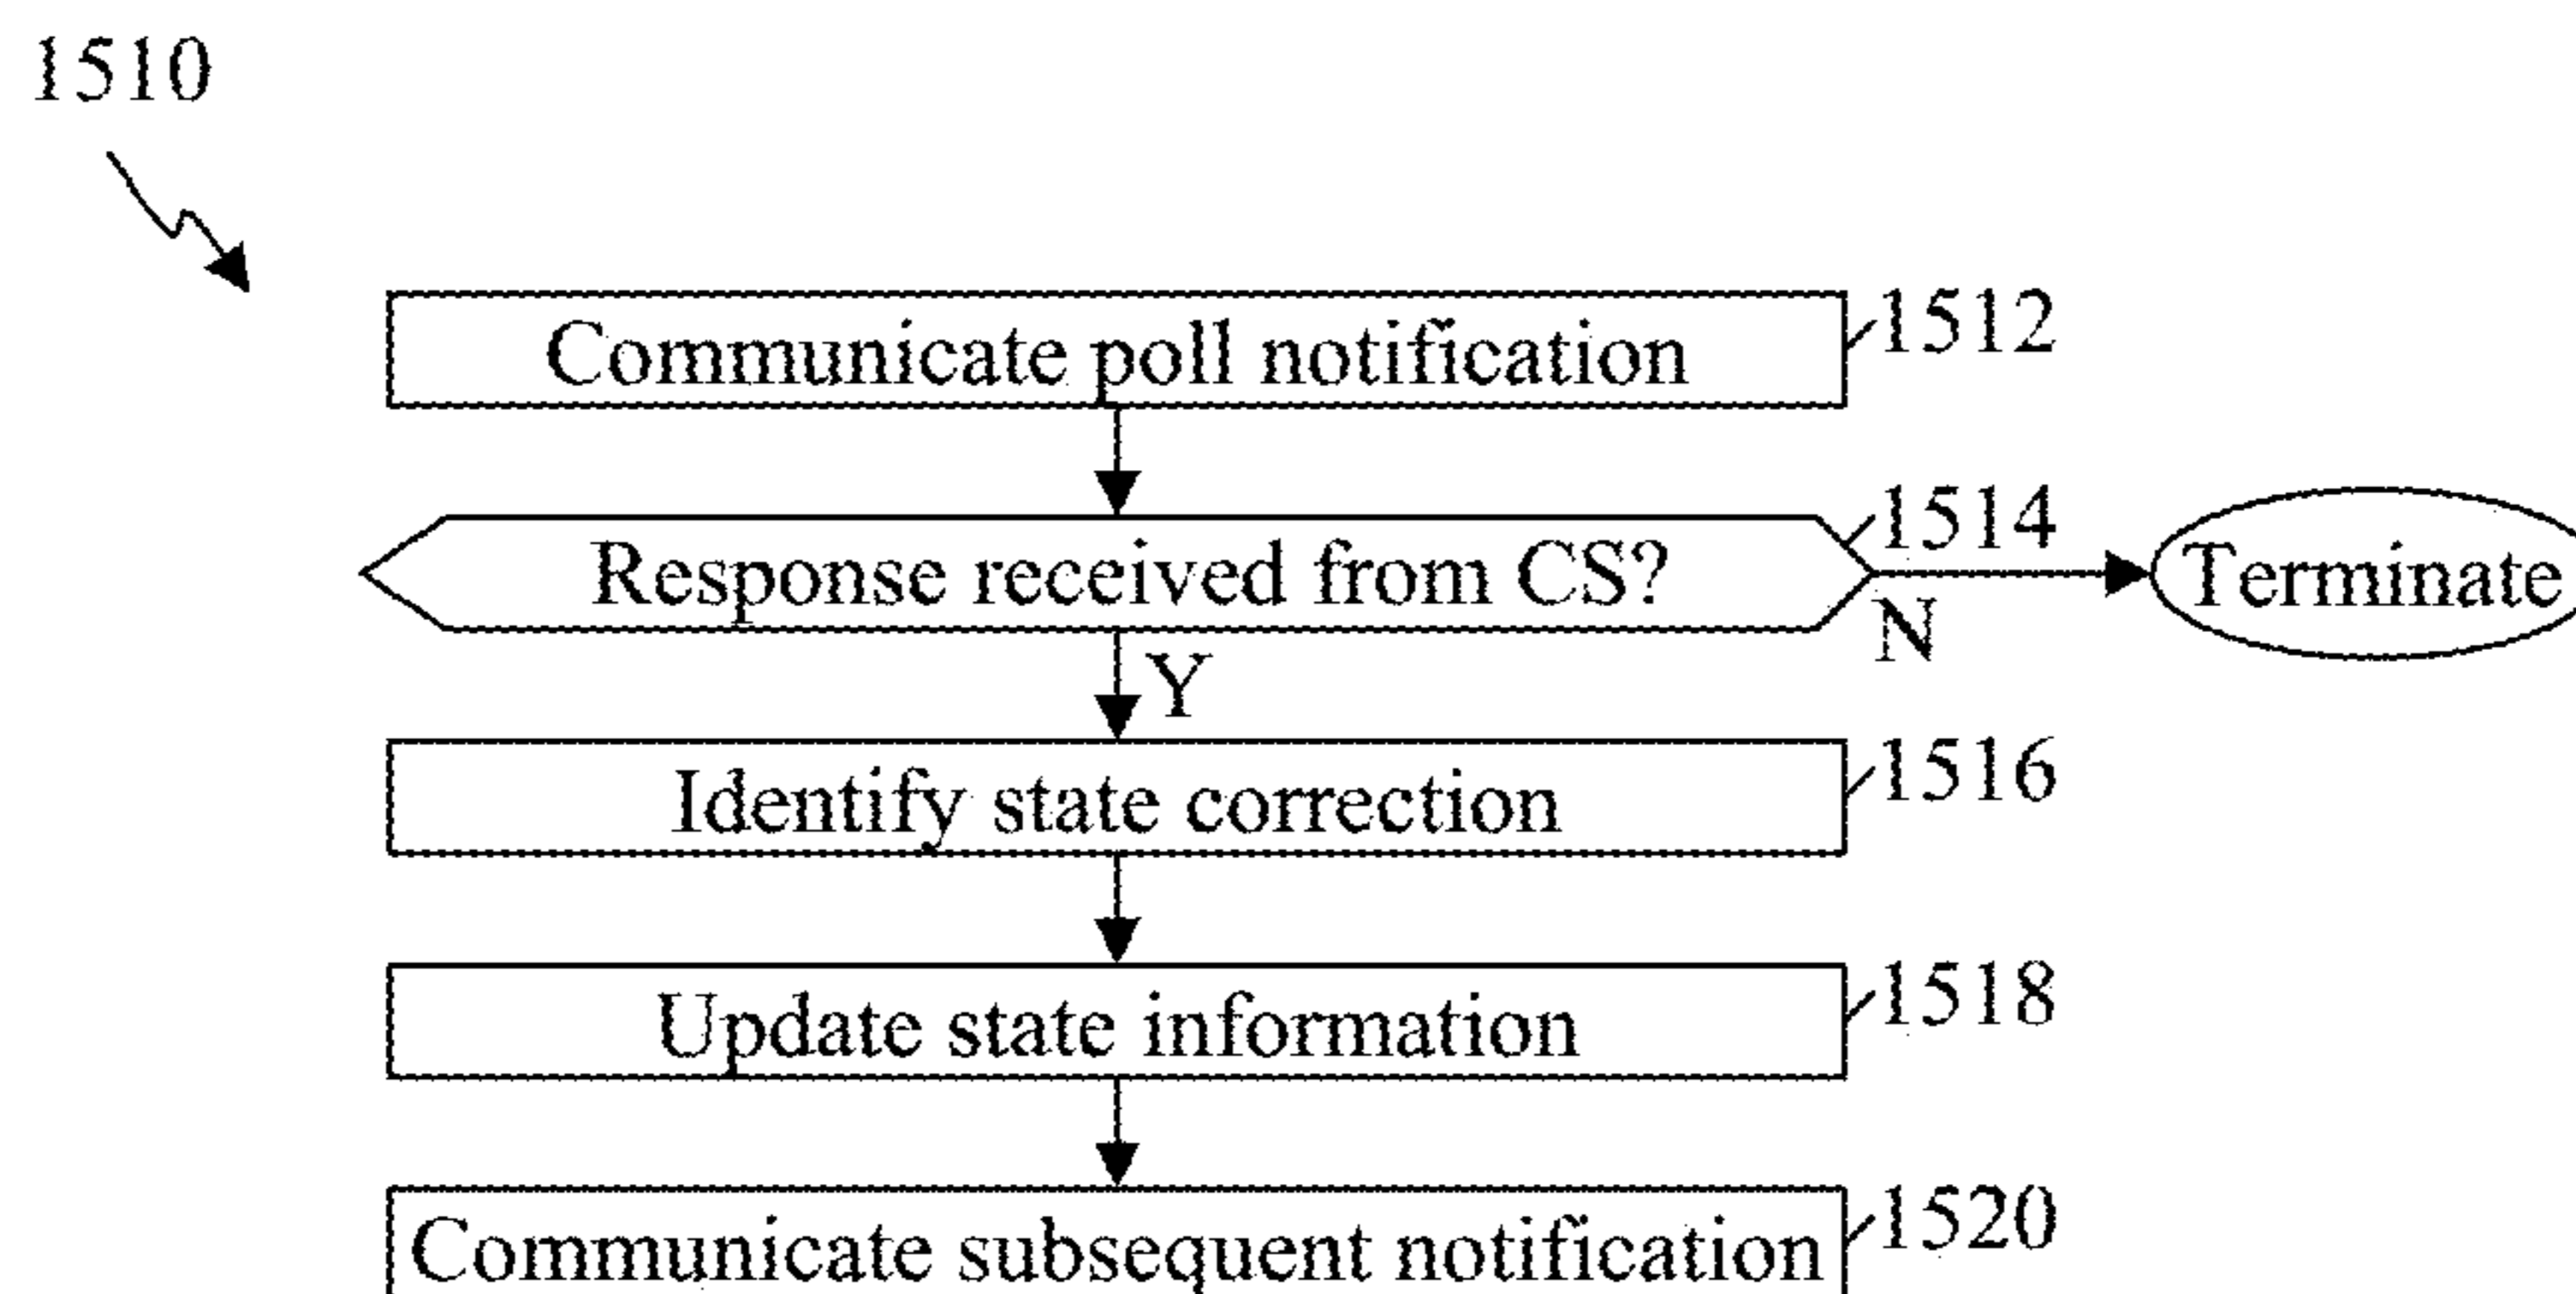 1510
Communicate poll notification 1512
Response received from CS? 1514
Terminate
N
Y
Identify state correction 1516
Update state information 1518
Communicate subsequent notification 1520